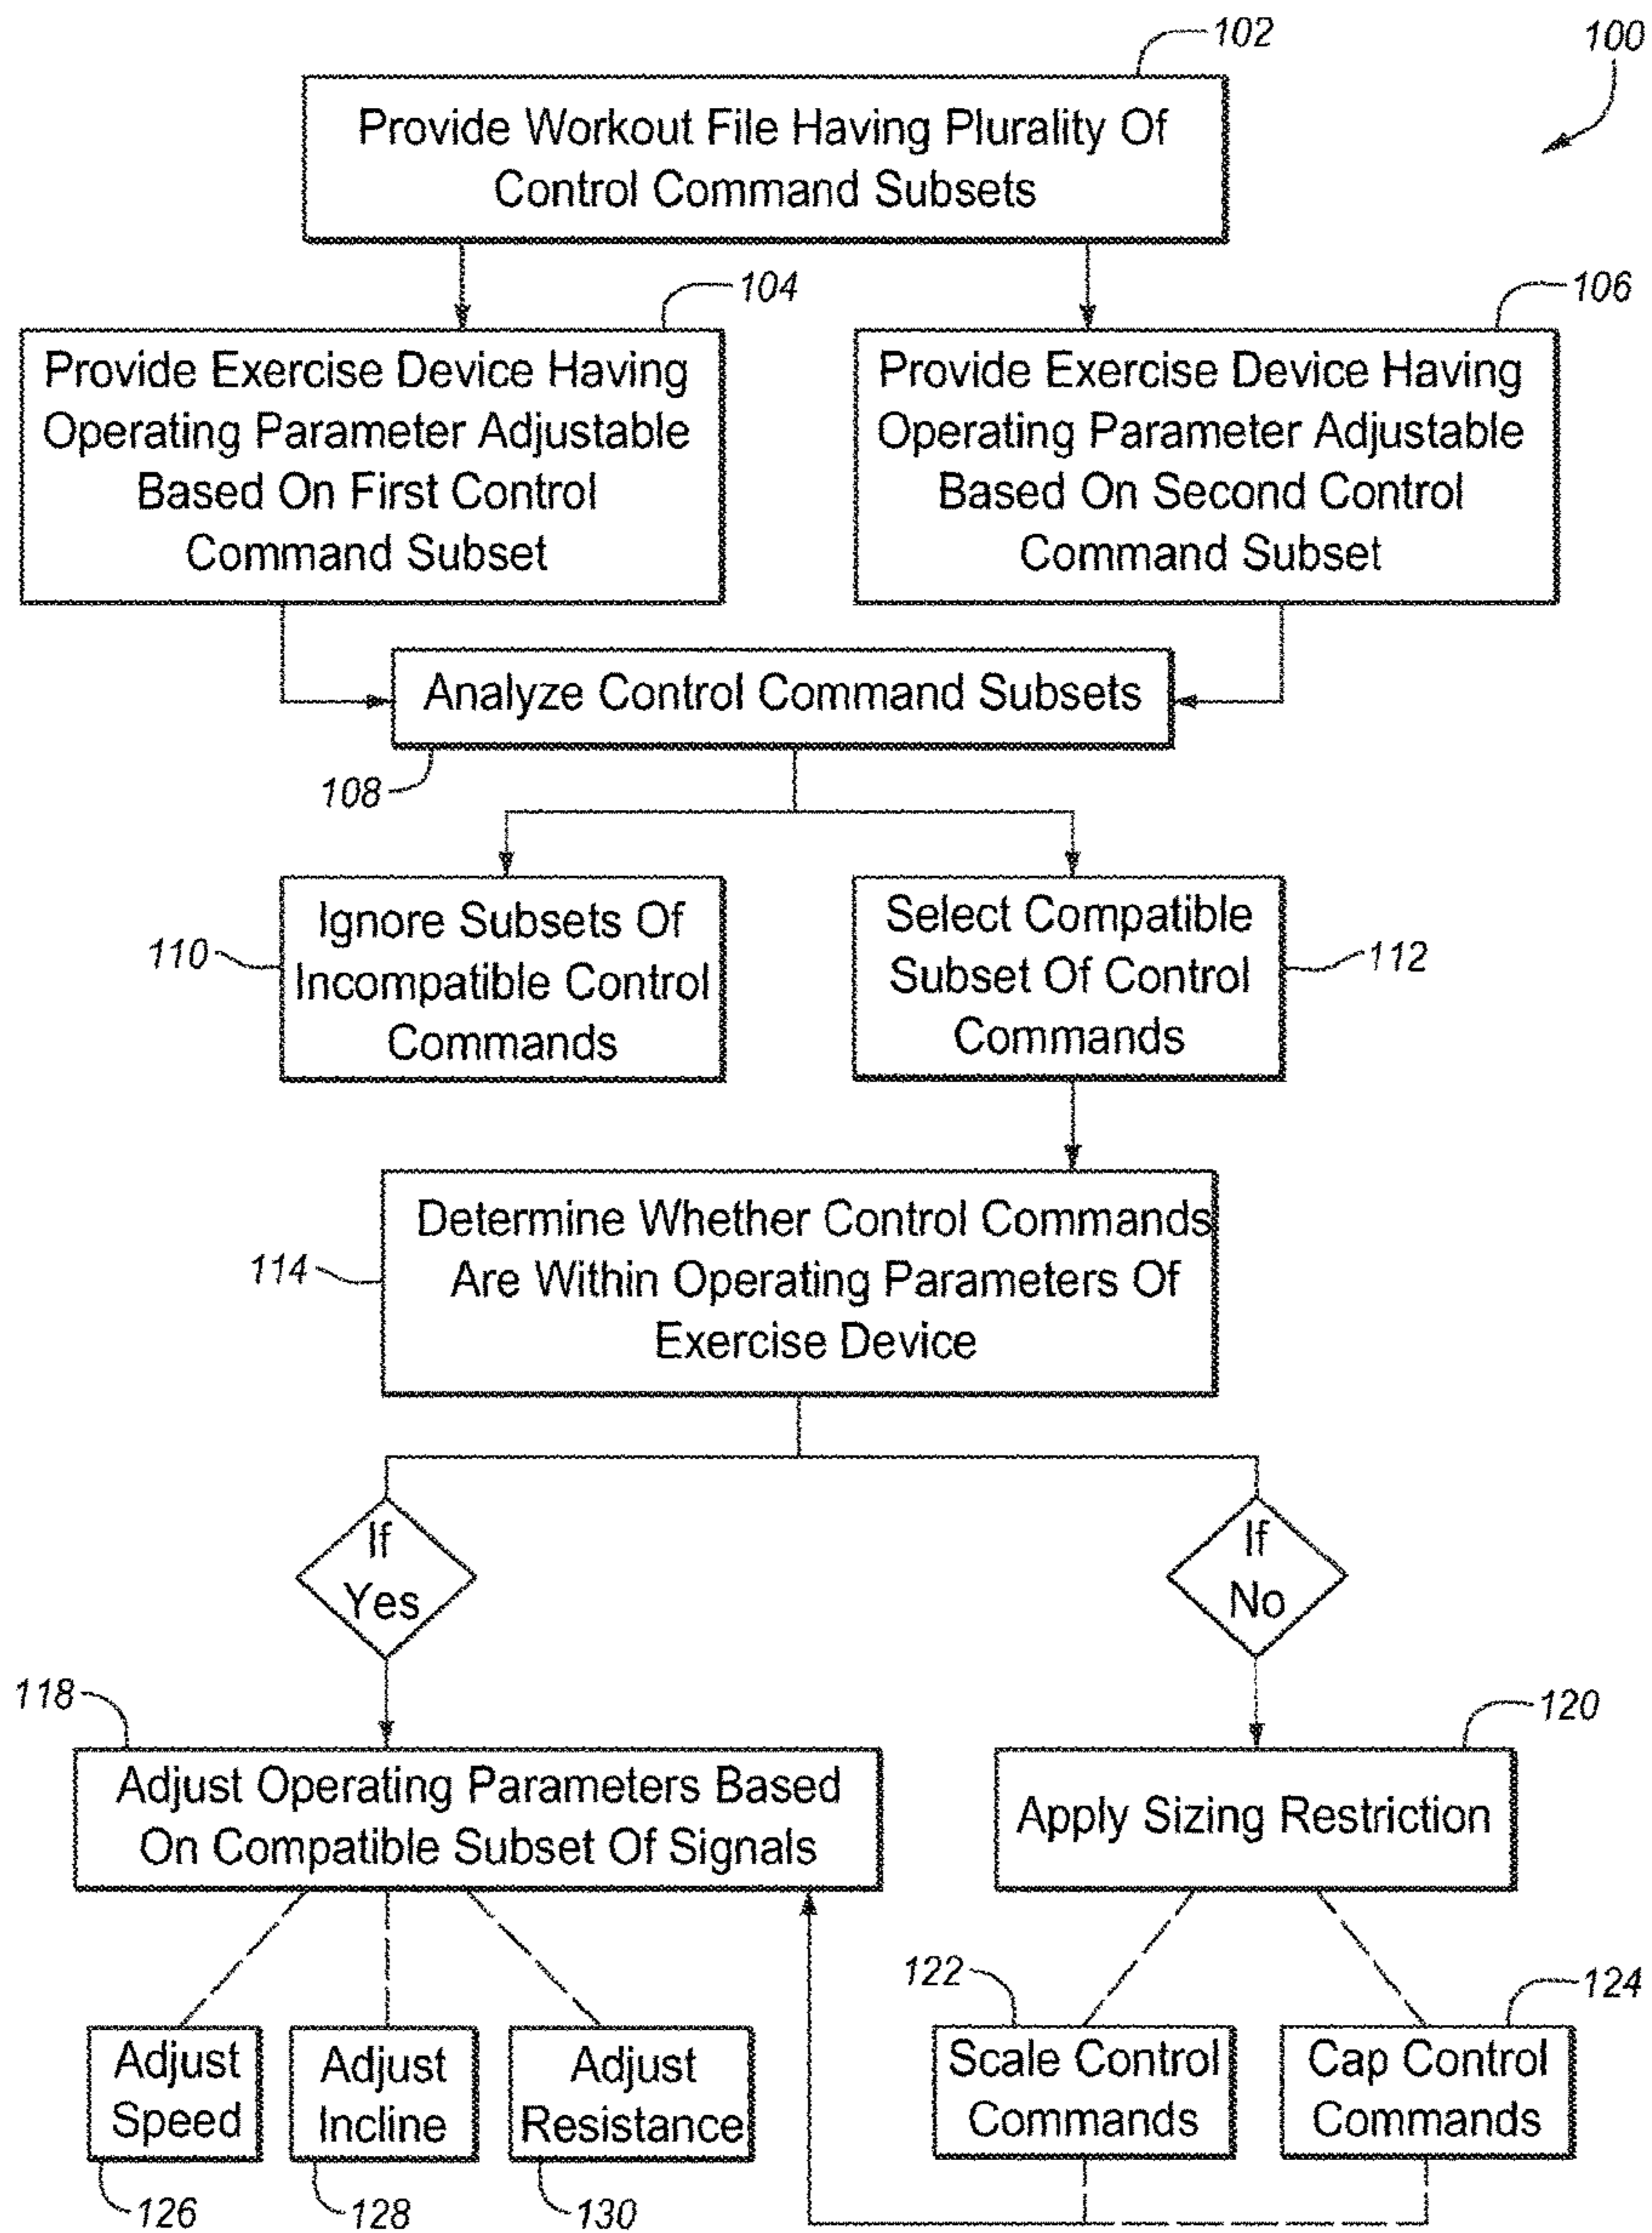 102
100
Provide Workout File Having Plurality Of
Control Command Subsets
104
106
Provide Exercise Device Having
Operating Parameter Adjustable
Based On First Control
Command Subset
Provide Exercise Device Having
Operating Parameter Adjustable
Based On Second Control
Command Subset
Analyze Control Command Subsets
108
110
Ignore Subsets Of
Incompatible Control
Commands
Select Compatible
Subset Of Control
Commands
112
114
Determine Whether Control Commands
Are Within Operating Parameters Of
Exercise Device
If
Yes
If
No
118
Adjust Operating Parameters Based
On Compatible Subset Of Signals
120
Apply Sizing Restriction
122
124
Adjust
Speed
Adjust
Incline
Adjust
Resistance
Scale Control
Commands
Cap Control
Commands
126
128
130